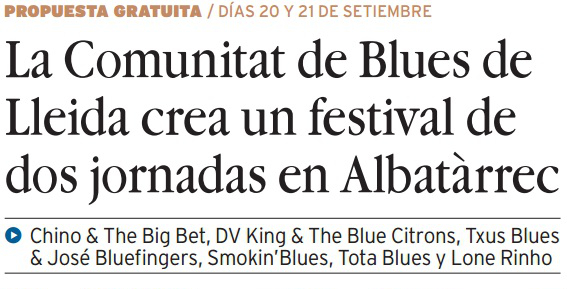 PROPUESTA GRATUITA / DÍAS 20 Y 21 DE SETIEMBRE
La Comunitat de Blues de
Lleida crea un festival de
dos jornadas en Albatàrrec
Chino & The Big Bet, DV King & The Blue Citrons, Txus Blues
& José Bluefingers, Smokin'Blues, Tota Blues y Lone Rinho